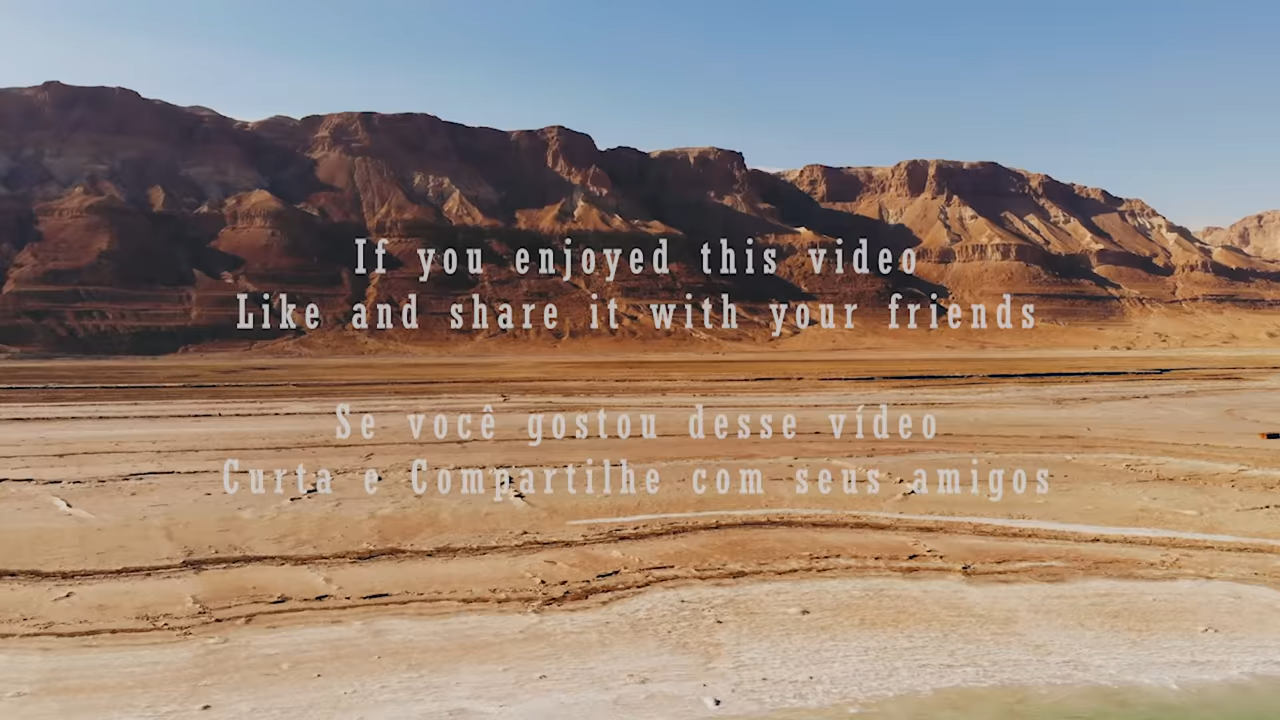 If you enjoyed this video
Like and share it with your friends
Se você gostou desse vídeo
Curta e Compartilhe com seus amigos